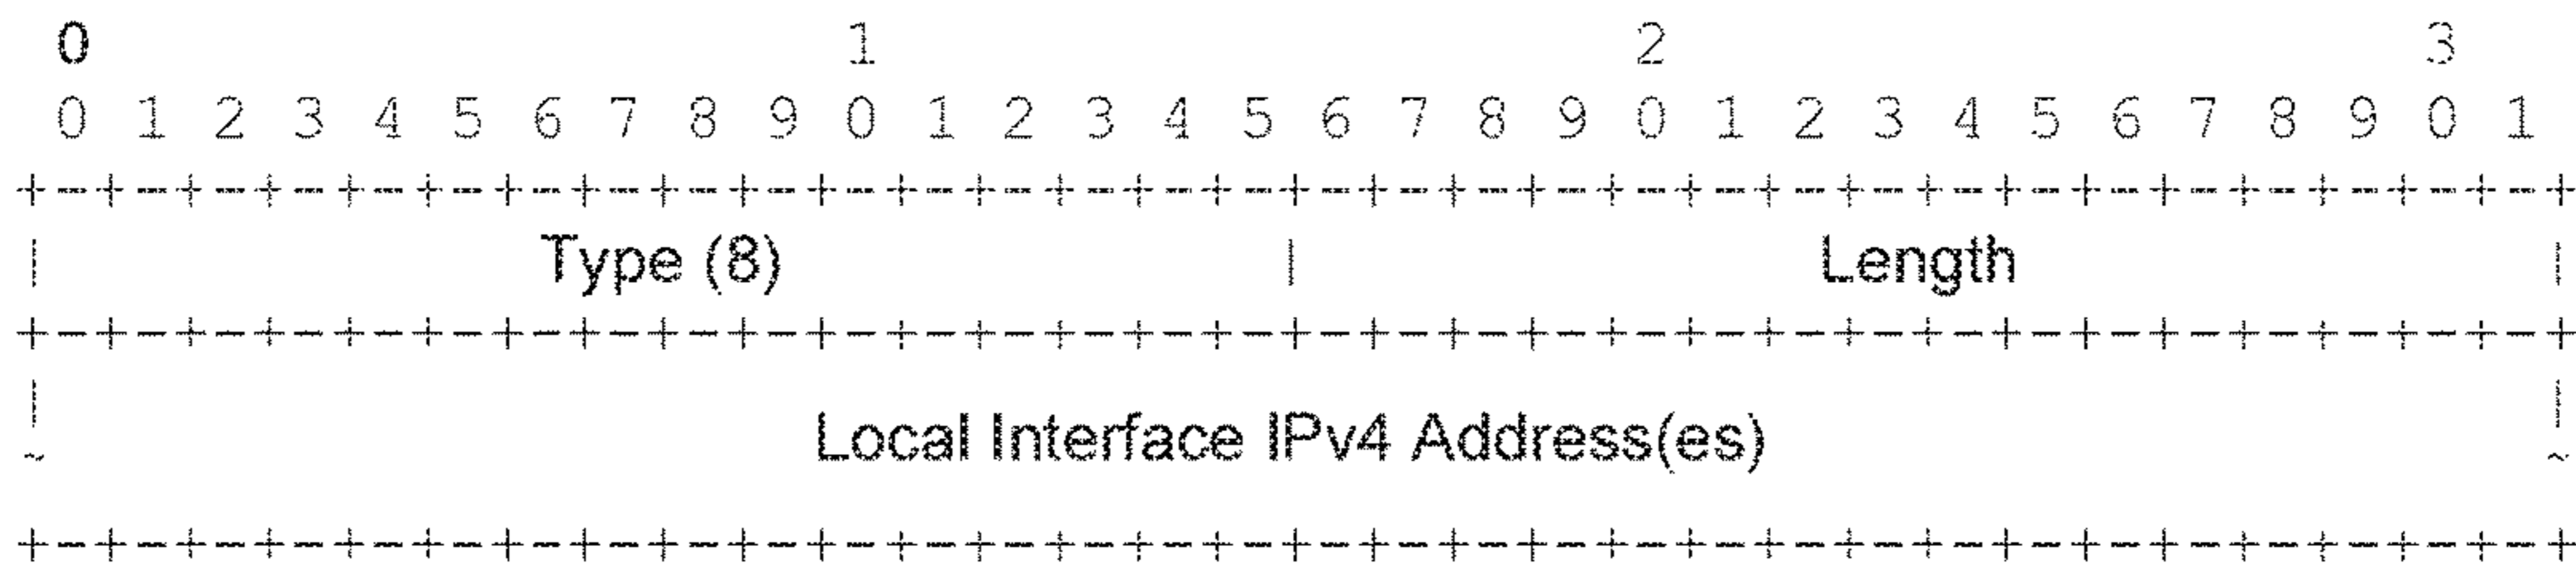 0 1 2 3
0 1 2 3 4 5 6 7 8 9 0 1 2 3 4 5 6 7 8 9 0 1 2 3 4 5 6 7 8 9 0 1
+-+-+-+-+-+-+-+-+-+-+-+-+-+-+-+-+-+-+-+-+-+-+-+-+-+-+-+-+-+-+-+-+
| Type (8) | Length |
+-+-+-+-+-+-+-+-+-+-+-+-+-+-+-+-+-+-+-+-+-+-+-+-+-+-+-+-+-+-+-+-+
| |
~ Local Interface IPv4 Address(es) ~
+-+-+-+-+-+-+-+-+-+-+-+-+-+-+-+-+-+-+-+-+-+-+-+-+-+-+-+-+-+-+-+-+